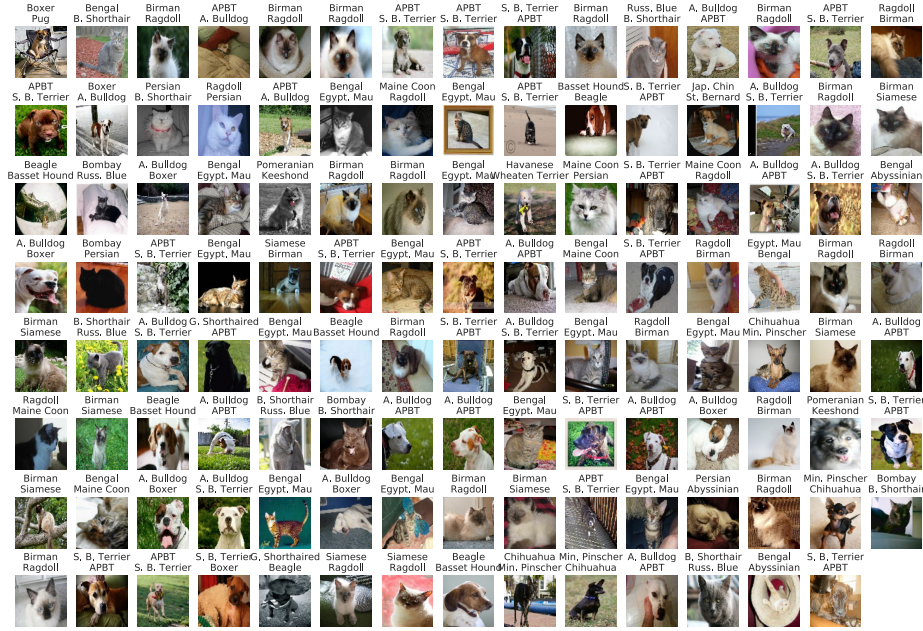 Boxer Bengal Birman APBT Birman Birman APBT APBT S. B. Terrier Birman Russ. Blue A. Bulldog Birman APBT Ragdoll
Pug B. Shorthair Ragdoll A. Bulldog Ragdoll Ragdoll S. B. Terrier S. B. Terrier APBT Ragdoll B. Shorthair APBT Ragdoll S. B. Terrier Birman
APBT Boxer Persian Ragdoll APBT Bengal Maine Coon Bengal APBT Basset Hound S. B. Terrier Jap. Chin A. Bulldog Birman Birman
S. B. Terrier A. Bulldog B. Shorthair Persian A. Bulldog Egypt. Mau Ragdoll Egypt. Mau S. B. Terrier Beagle APBT St. Bernard S. B. Terrier Ragdoll Siamese
Beagle Bombay A. Bulldog Bengal Pomeranian Birman Birman Bengal Havanese Maine Coon S. B. Terrier Maine Coon A. Bulldog A. Bulldog Bengal
Basset Hound Russ. Blue Boxer Egypt. Mau Keeshond Ragdoll Ragdoll Egypt. Mau Wheaten Terrier Persian APBT Ragdoll APBT S. B. Terrier Abyssinian
A. Bulldog Bombay APBT Bengal Siamese APBT Bengal APBT A. Bulldog Bengal S. B. Terrier Ragdoll Egypt. Mau Birman Ragdoll
Boxer Persian S. B. Terrier Egypt. Mau Birman S. B. Terrier Egypt. Mau S. B. Terrier APBT Maine Coon APBT Birman Bengal Ragdoll Birman
Birman B. Shorthair A. Bulldog G. Shorthaired Bengal Beagle Birman S. B. Terrier A. Bulldog Bengal Ragdoll Bengal Chihuahua Birman A. Bulldog
Siamese Russ. Blue S. B. Terrier APBT Egypt. Mau Basset Hound Ragdoll APBT APBT Egypt. Mau Birman Egypt. Mau Min. Pinscher Siamese APBT
Ragdoll Birman Beagle A. Bulldog B. Shorthair Bombay A. Bulldog A. Bulldog Bengal S. B. Terrier A. Bulldog A. Bulldog Ragdoll Pomeranian S. B. Terrier
Maine Coon Siamese Basset Hound APBT Russ. Blue B. Shorthair APBT APBT Egypt. Mau APBT APBT Boxer Birman Keeshond APBT
Birman Bengal A. Bulldog A. Bulldog Bengal A. Bulldog Bengal Birman Birman APBT Bengal Persian Birman Min. Pinscher Bombay
Siamese Maine Coon Boxer S. B. Terrier Egypt. Mau Boxer Egypt. Mau Ragdoll Siamese S. B. Terrier Egypt. Mau Abyssinian Ragdoll Chihuahua B. Shorthair
Birman S. B. Terrier APBT S. B. Terrier G. Shorthaired Siamese Siamese Beagle Chihuahua Min. Pinscher A. Bulldog B. Shorthair Bengal S. B. Terrier
Ragdoll APBT S. B. Terrier Boxer Beagle Ragdoll Ragdoll Basset Hound Min. Pinscher Chihuahua APBT Russ. Blue Abyssinian APBT